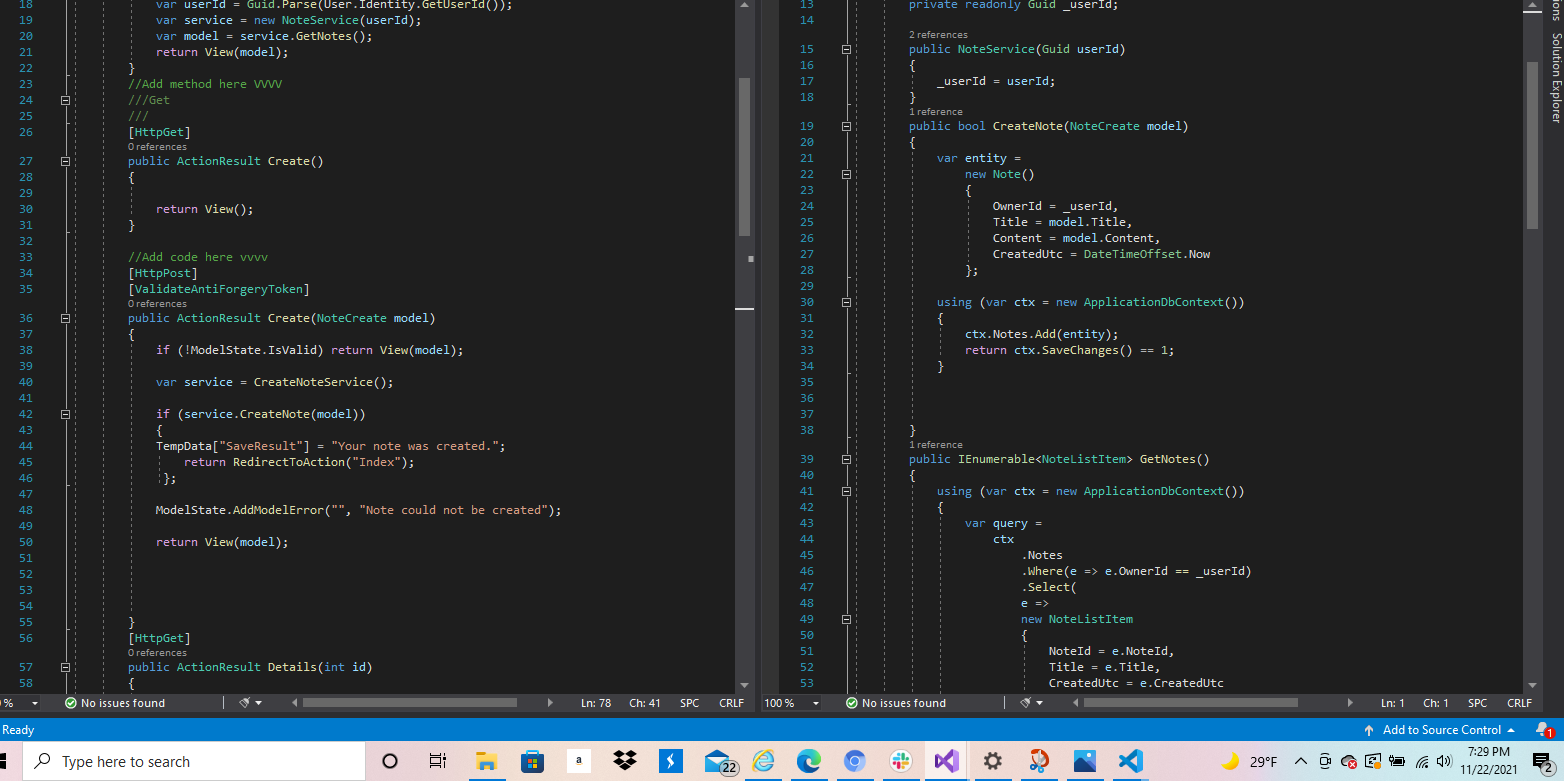 18 var userId = Guid.Parse(User.Identity.GetUserId());
19 var service = new NoteService(userId);
20 var model = service.GetNotes();
21 return View(model);
22 }
23 //Add method here VVVV
24 ///Get
25 ///
26 [HttpGet]
0 references
27 public ActionResult Create()
28 {
29
30 return View();
31 }
32
33 //Add code here vvvv
34 [HttpPost]
35 [ValidateAntiForgeryToken]
0 references
36 public ActionResult Create(NoteCreate model)
37 {
38 if (!ModelState.IsValid) return View(model);
39
40 var service = CreateNoteService();
41
42 if (service.CreateNote(model))
43 {
44 TempData["SaveResult"] = "Your note was created.";
45 return RedirectToAction("Index");
46 };
47
48 ModelState.AddModelError("", "Note could not be created");
49
50 return View(model);
51
52
53
54
55 }
56 [HttpGet]
0 references
57 public ActionResult Details(int id)
58 {
% No issues found Ln: 78 Ch: 41 SPC CRLF
13 private readonly Guid _userId;
14
2 references
15 public NoteService(Guid userId)
16 {
17 _userId = userId;
18 }
1 reference
19 public bool CreateNote(NoteCreate model)
20 {
21 var entity =
22 new Note()
23 {
24 OwnerId = _userId,
25 Title = model.Title,
26 Content = model.Content,
27 CreatedUtc = DateTimeOffset.Now
28 };
29
30 using (var ctx = new ApplicationDbContext())
31 {
32 ctx.Notes.Add(entity);
33 return ctx.SaveChanges() == 1;
34 }
35
36
37
38 }
1 reference
39 public IEnumerable<NoteListItem> GetNotes()
40 {
41 using (var ctx = new ApplicationDbContext())
42 {
43 var query =
44 ctx
45 .Notes
46 .Where(e => e.OwnerId == _userId)
47 .Select(
48 e =>
49 new NoteListItem
50 {
51 NoteId = e.NoteId,
52 Title = e.Title,
53 CreatedUtc = e.CreatedUtc
100 % No issues found Ln: 1 Ch: 1 SPC CRLF
ions
Solution Explorer
Ready Add to Source Control 1
Type here to search a 22 29°F 7:29 PM
11/22/2021 2